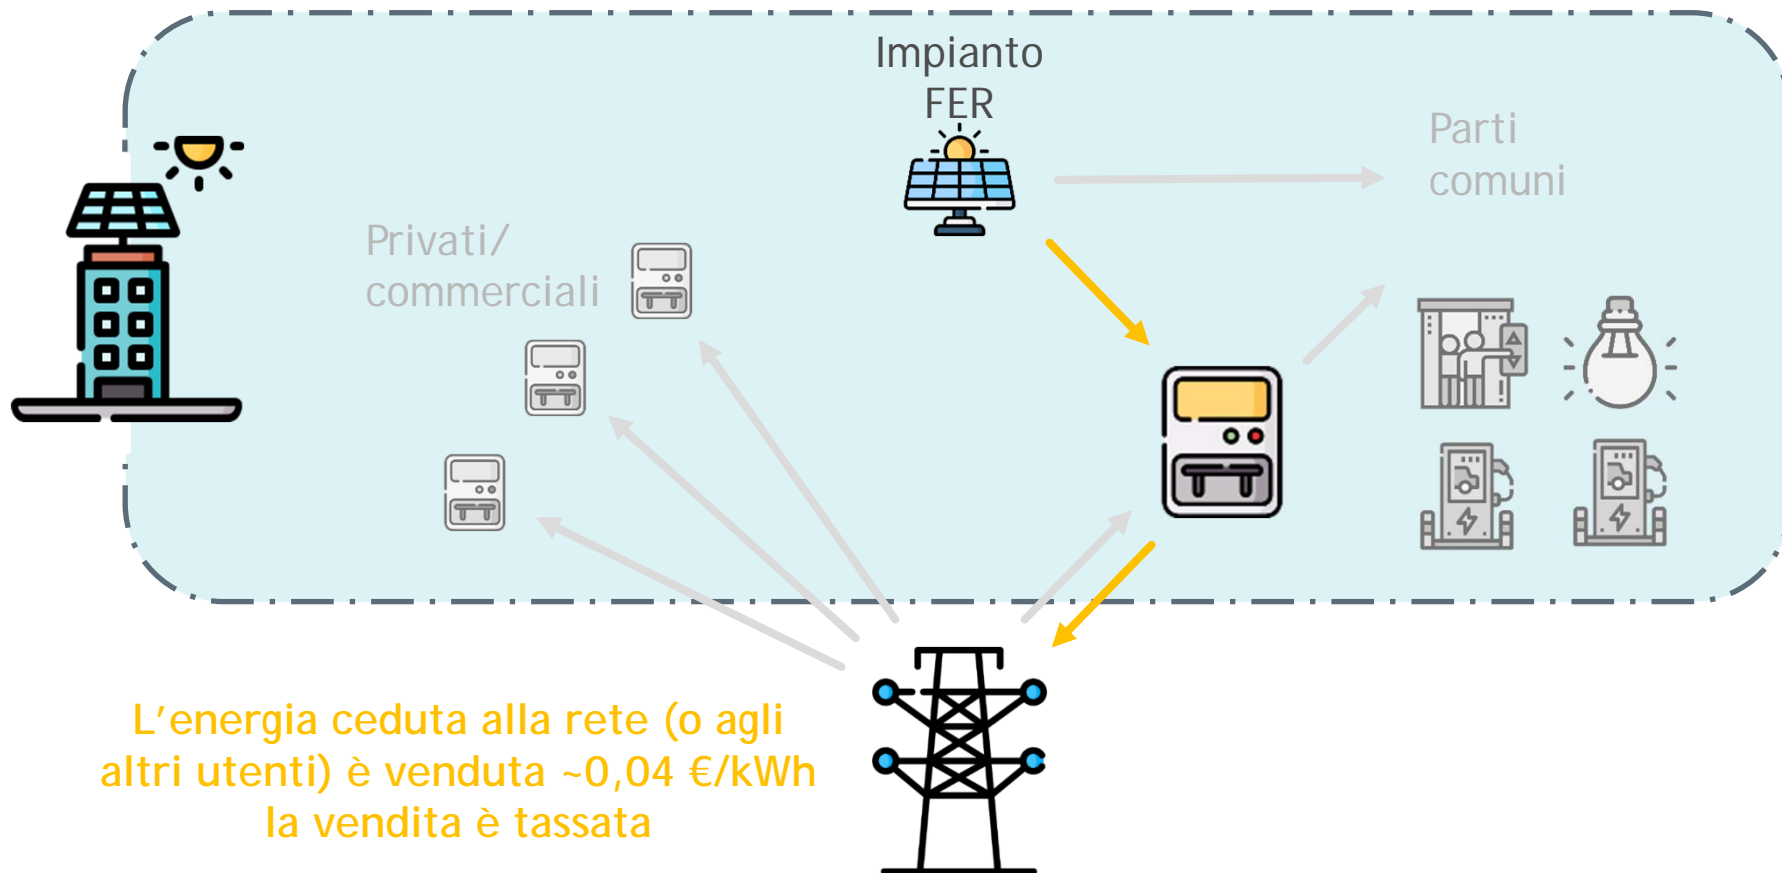 Impianto
FER
Parti
comuni
Privati/
commerciali
L'energia ceduta alla rete (o agli
altri utenti) è venduta ~0,04 €/kWh
la vendita è tassata